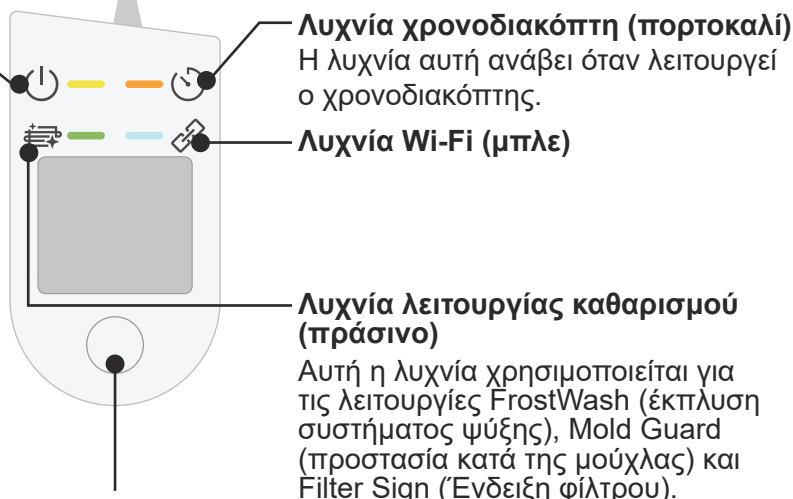 Λυχνία χρονοδιακόπτη (πορτοκαλί)
Η λυχνία αυτή ανάβει όταν λειτουργεί
ο χρονοδιακόπτης.
Λυχνία Wi-Fi (μπλε)
Λυχνία λειτουργίας καθαρισμού
(πράσινο)
Αυτή η λυχνία χρησιμοποιείται για
τις λειτουργίες FrostWash (έκπλυση
συστήματος ψύξης), Mold Guard
(προστασία κατά της μούχλας) και
Filter Sign (Ένδειξη φίλτρου).